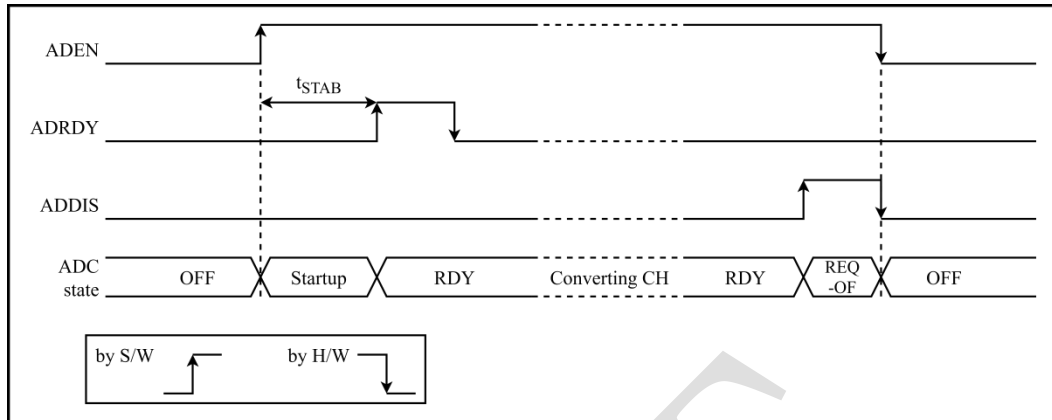 ADEN
tSTAB
ADRDY
ADDIS
ADC state
OFF
Startup
RDY
Converting CH
RDY
REQ -OF
OFF
by S/W
by H/W